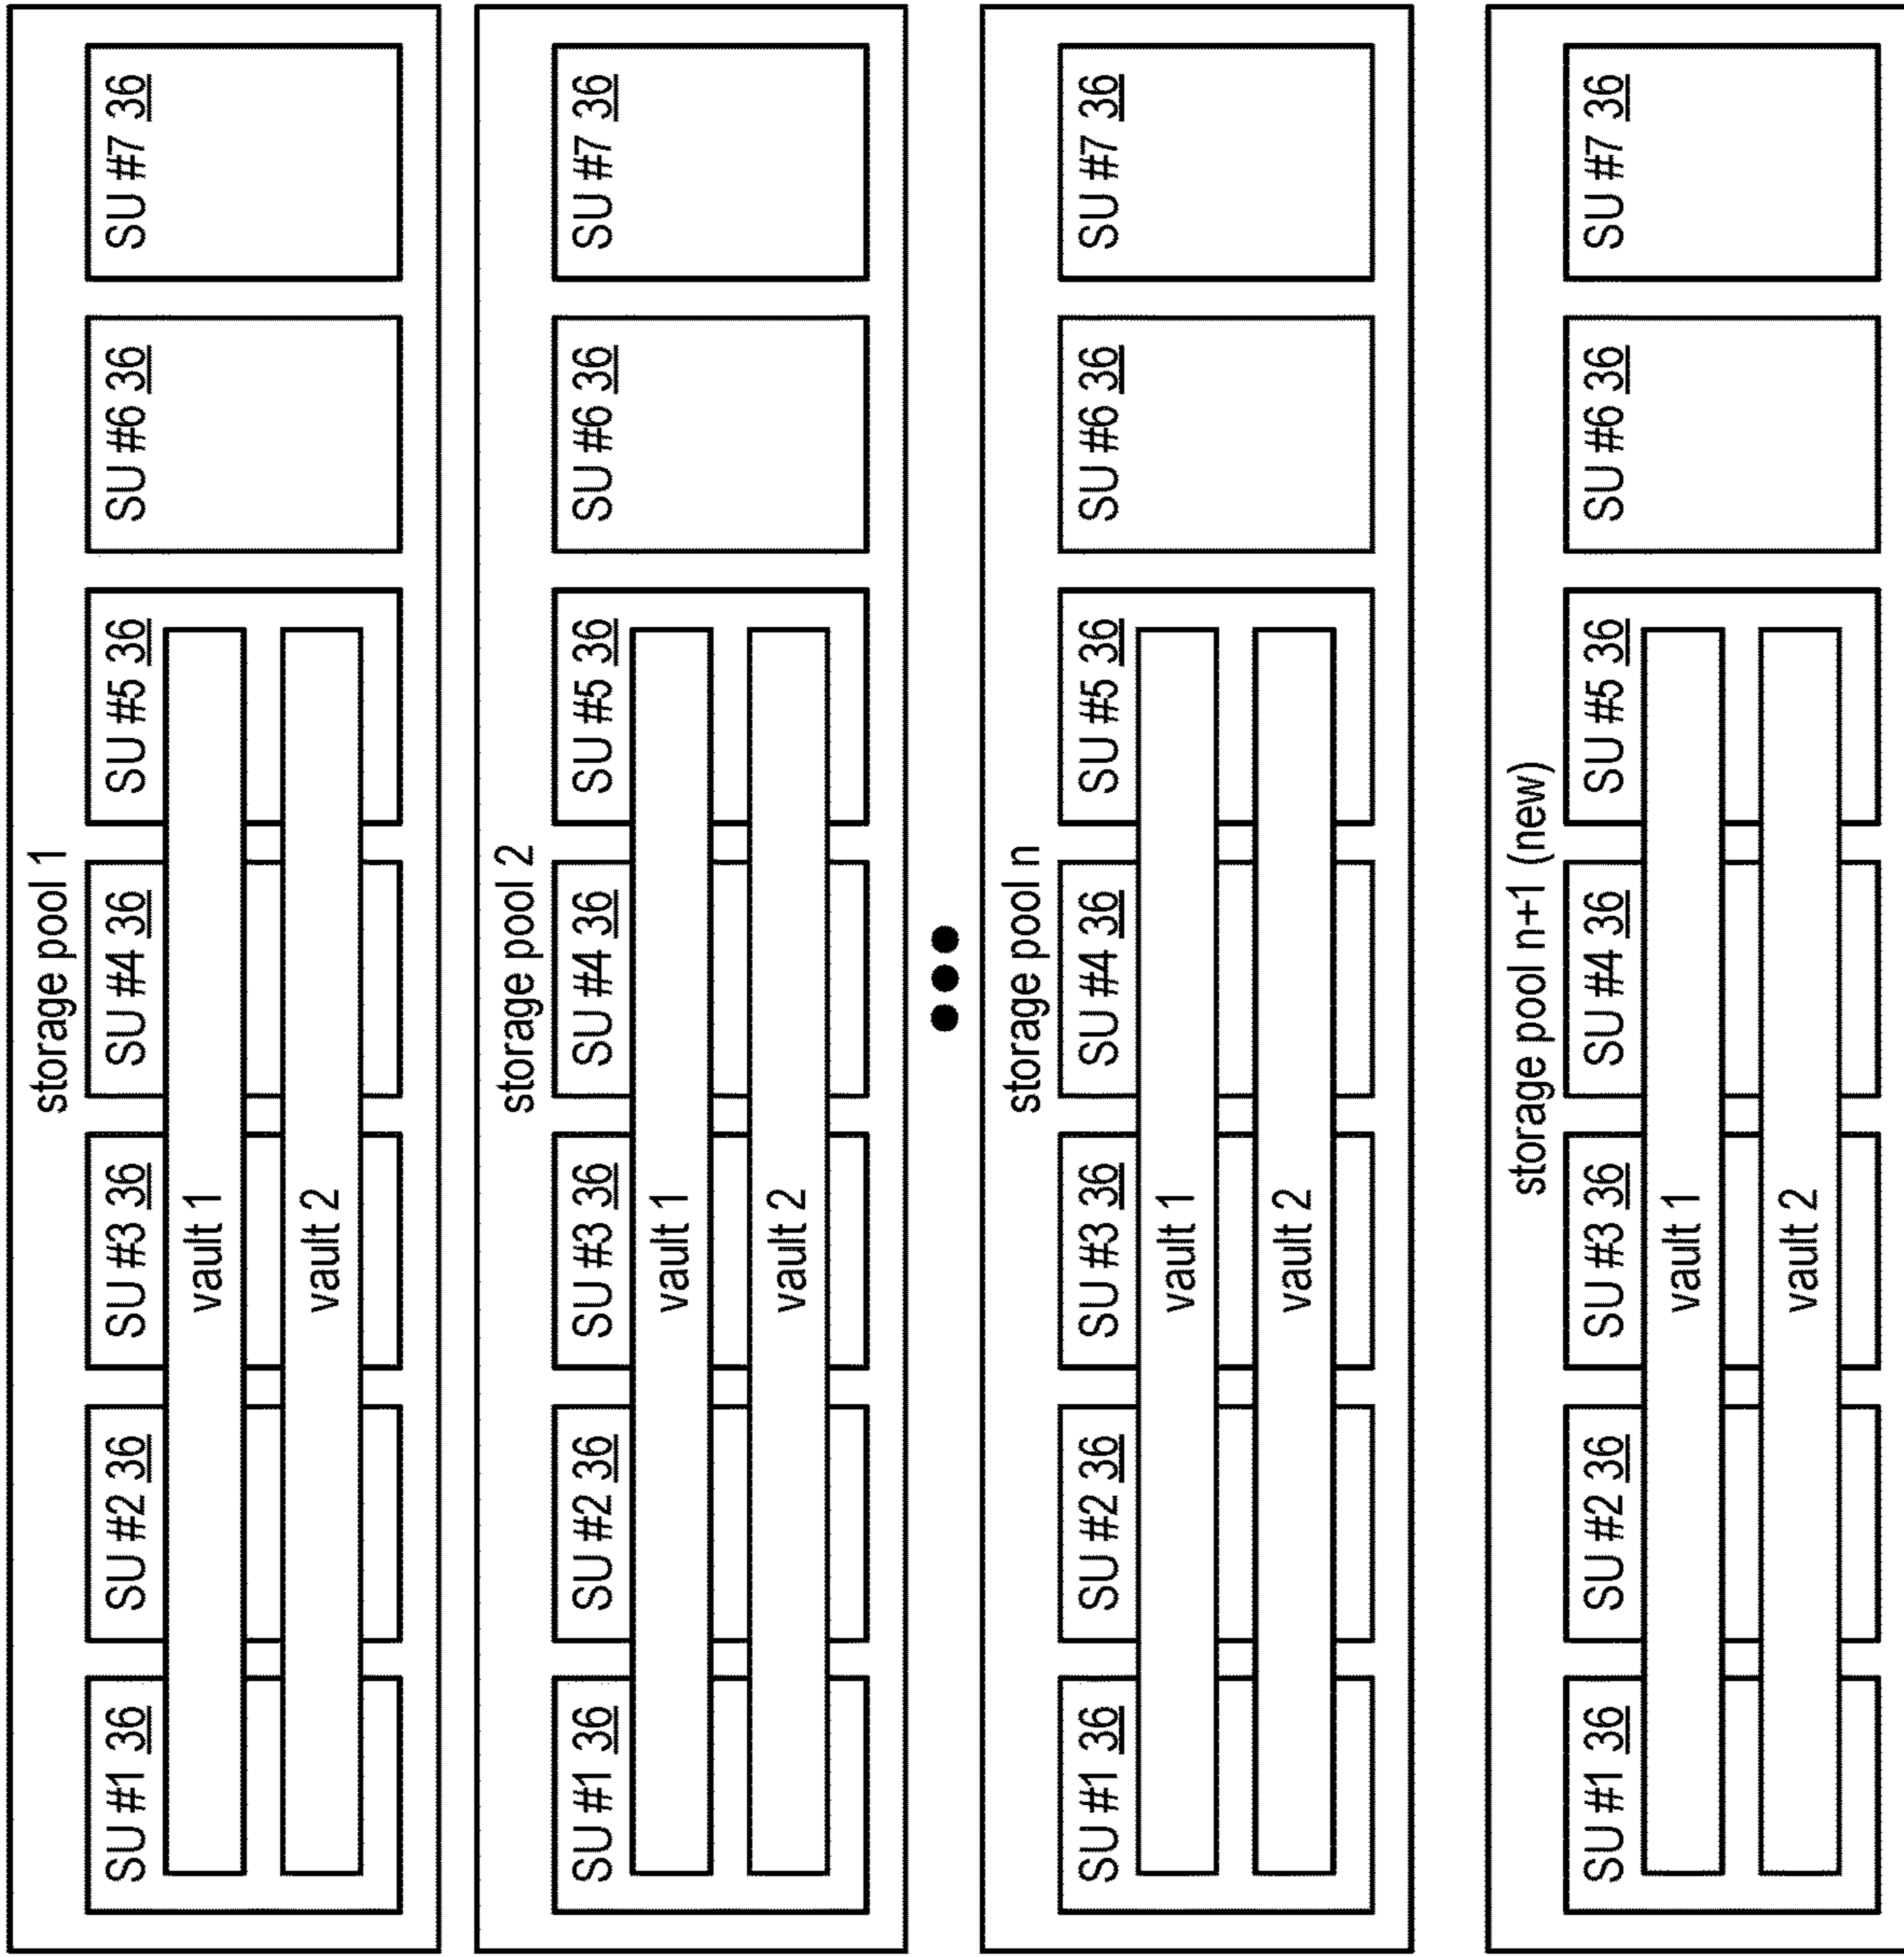 storage pool 1
SU #1 36 SU #2 36 SU #3 36 SU #4 36 SU #5 36 SU #6 36 SU #7 36
vault 1
vault 2
storage pool 2
SU #1 36 SU #2 36 SU #3 36 SU #4 36 SU #5 36 SU #6 36 SU #7 36
vault 1
vault 2
storage pool n
SU #1 36 SU #2 36 SU #3 36 SU #4 36 SU #5 36 SU #6 36 SU #7 36
vault 1
vault 2
storage pool n+1 (new)
SU #1 36 SU #2 36 SU #3 36 SU #4 36 SU #5 36 SU #6 36 SU #7 36
vault 1
vault 2